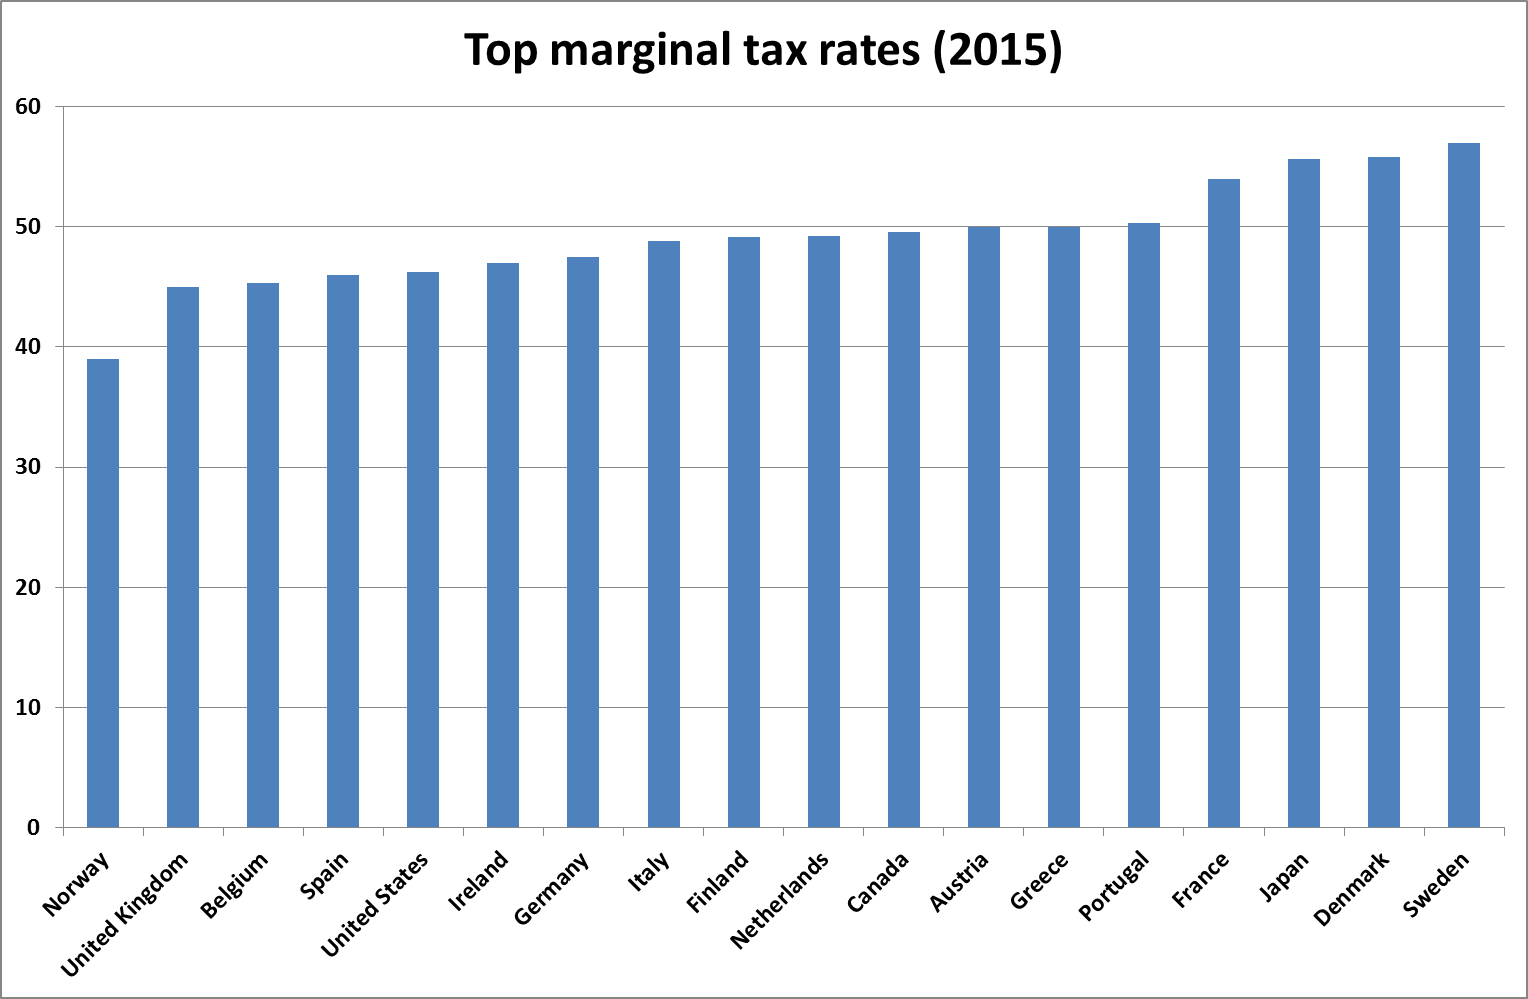 Top marginal tax rates (2015)
60
50
40
30
20
10
0
Norway
United Kingdom
Belgium
Spain
United States
Ireland
Germany
Italy
Finland
Netherlands
Canada
Austria
Greece
Portugal
France
Japan
Denmark
Sweden